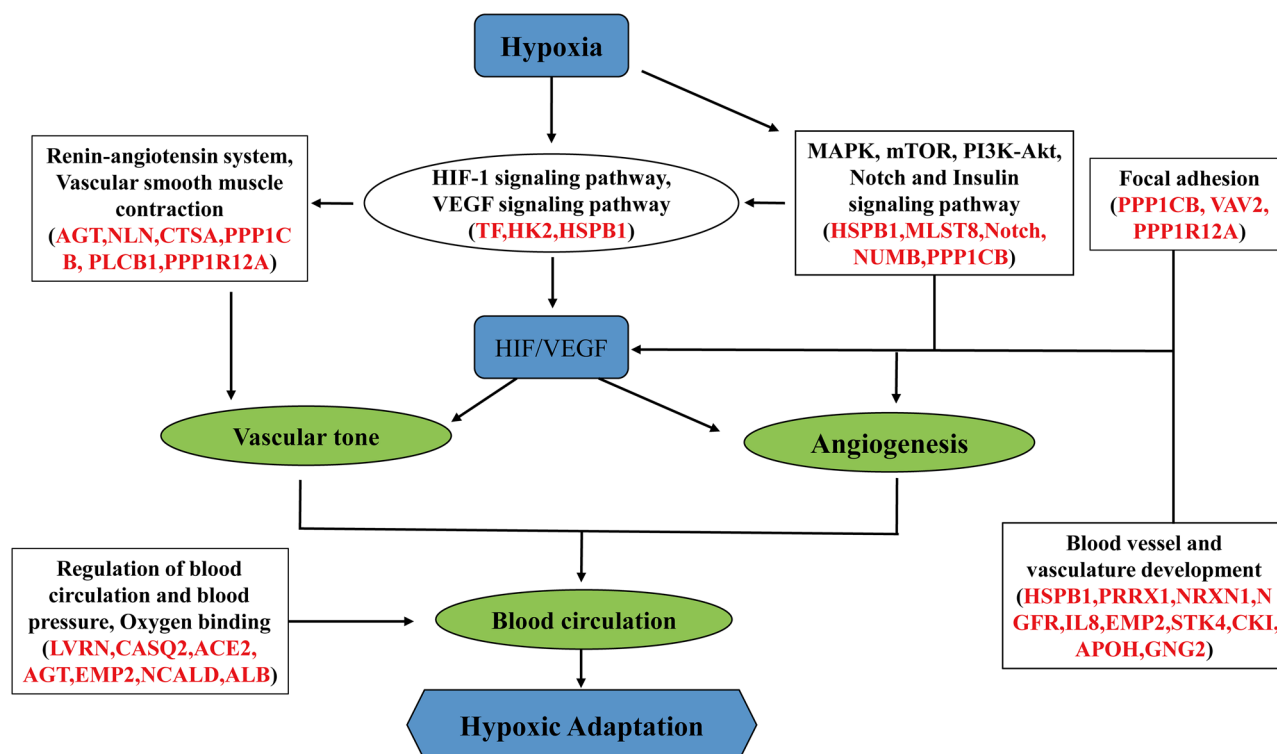 Hypoxia
Renin-angiotensin system,
Vascular smooth muscle
contraction
(AGT,NLN,CTSA,PPP1C
B, PLCB1,PPP1R12A)
HIF-1 signaling pathway,
VEGF signaling pathway
(TF,HK2,HSPB1)
MAPK, mTOR, PI3K-Akt,
Notch and Insulin
signaling pathway
(HSPB1,MLST8,Notch,
NUMB,PPP1CB)
Focal adhesion
(PPP1CB, VAV2,
PPP1R12A)
HIF/VEGF
Vascular tone
Angiogenesis
Regulation of blood
circulation and blood
pressure, Oxygen binding
(LVRN,CASQ2,ACE2,
AGT,EMP2,NCALD,ALB)
Blood circulation
Blood vessel and
vasculature development
(HSPB1,PRRX1,NRXN1,N
GFR,IL8,EMP2,STK4,CKI,
APOH,GNG2)
Hypoxic Adaptation